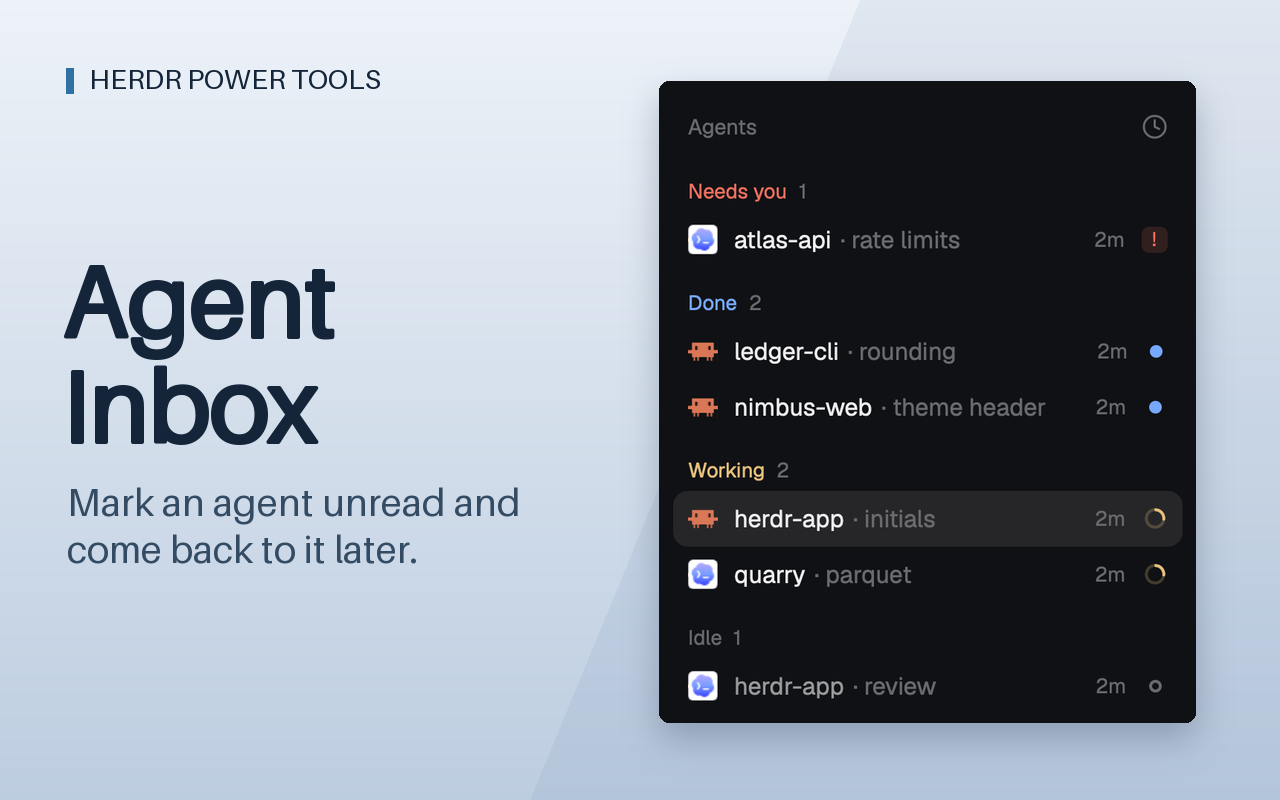 HERDR POWER TOOLS
Agent
Inbox
Mark an agent unread and
come back to it later.
Agents
Needs you 1
atlas-api · rate limits 2m !
Done 2
ledger-cli · rounding 2m
nimbus-web · theme header 2m
Working 2
herdr-app · initials 2m
quarry · parquet 2m
Idle 1
herdr-app · review 2m